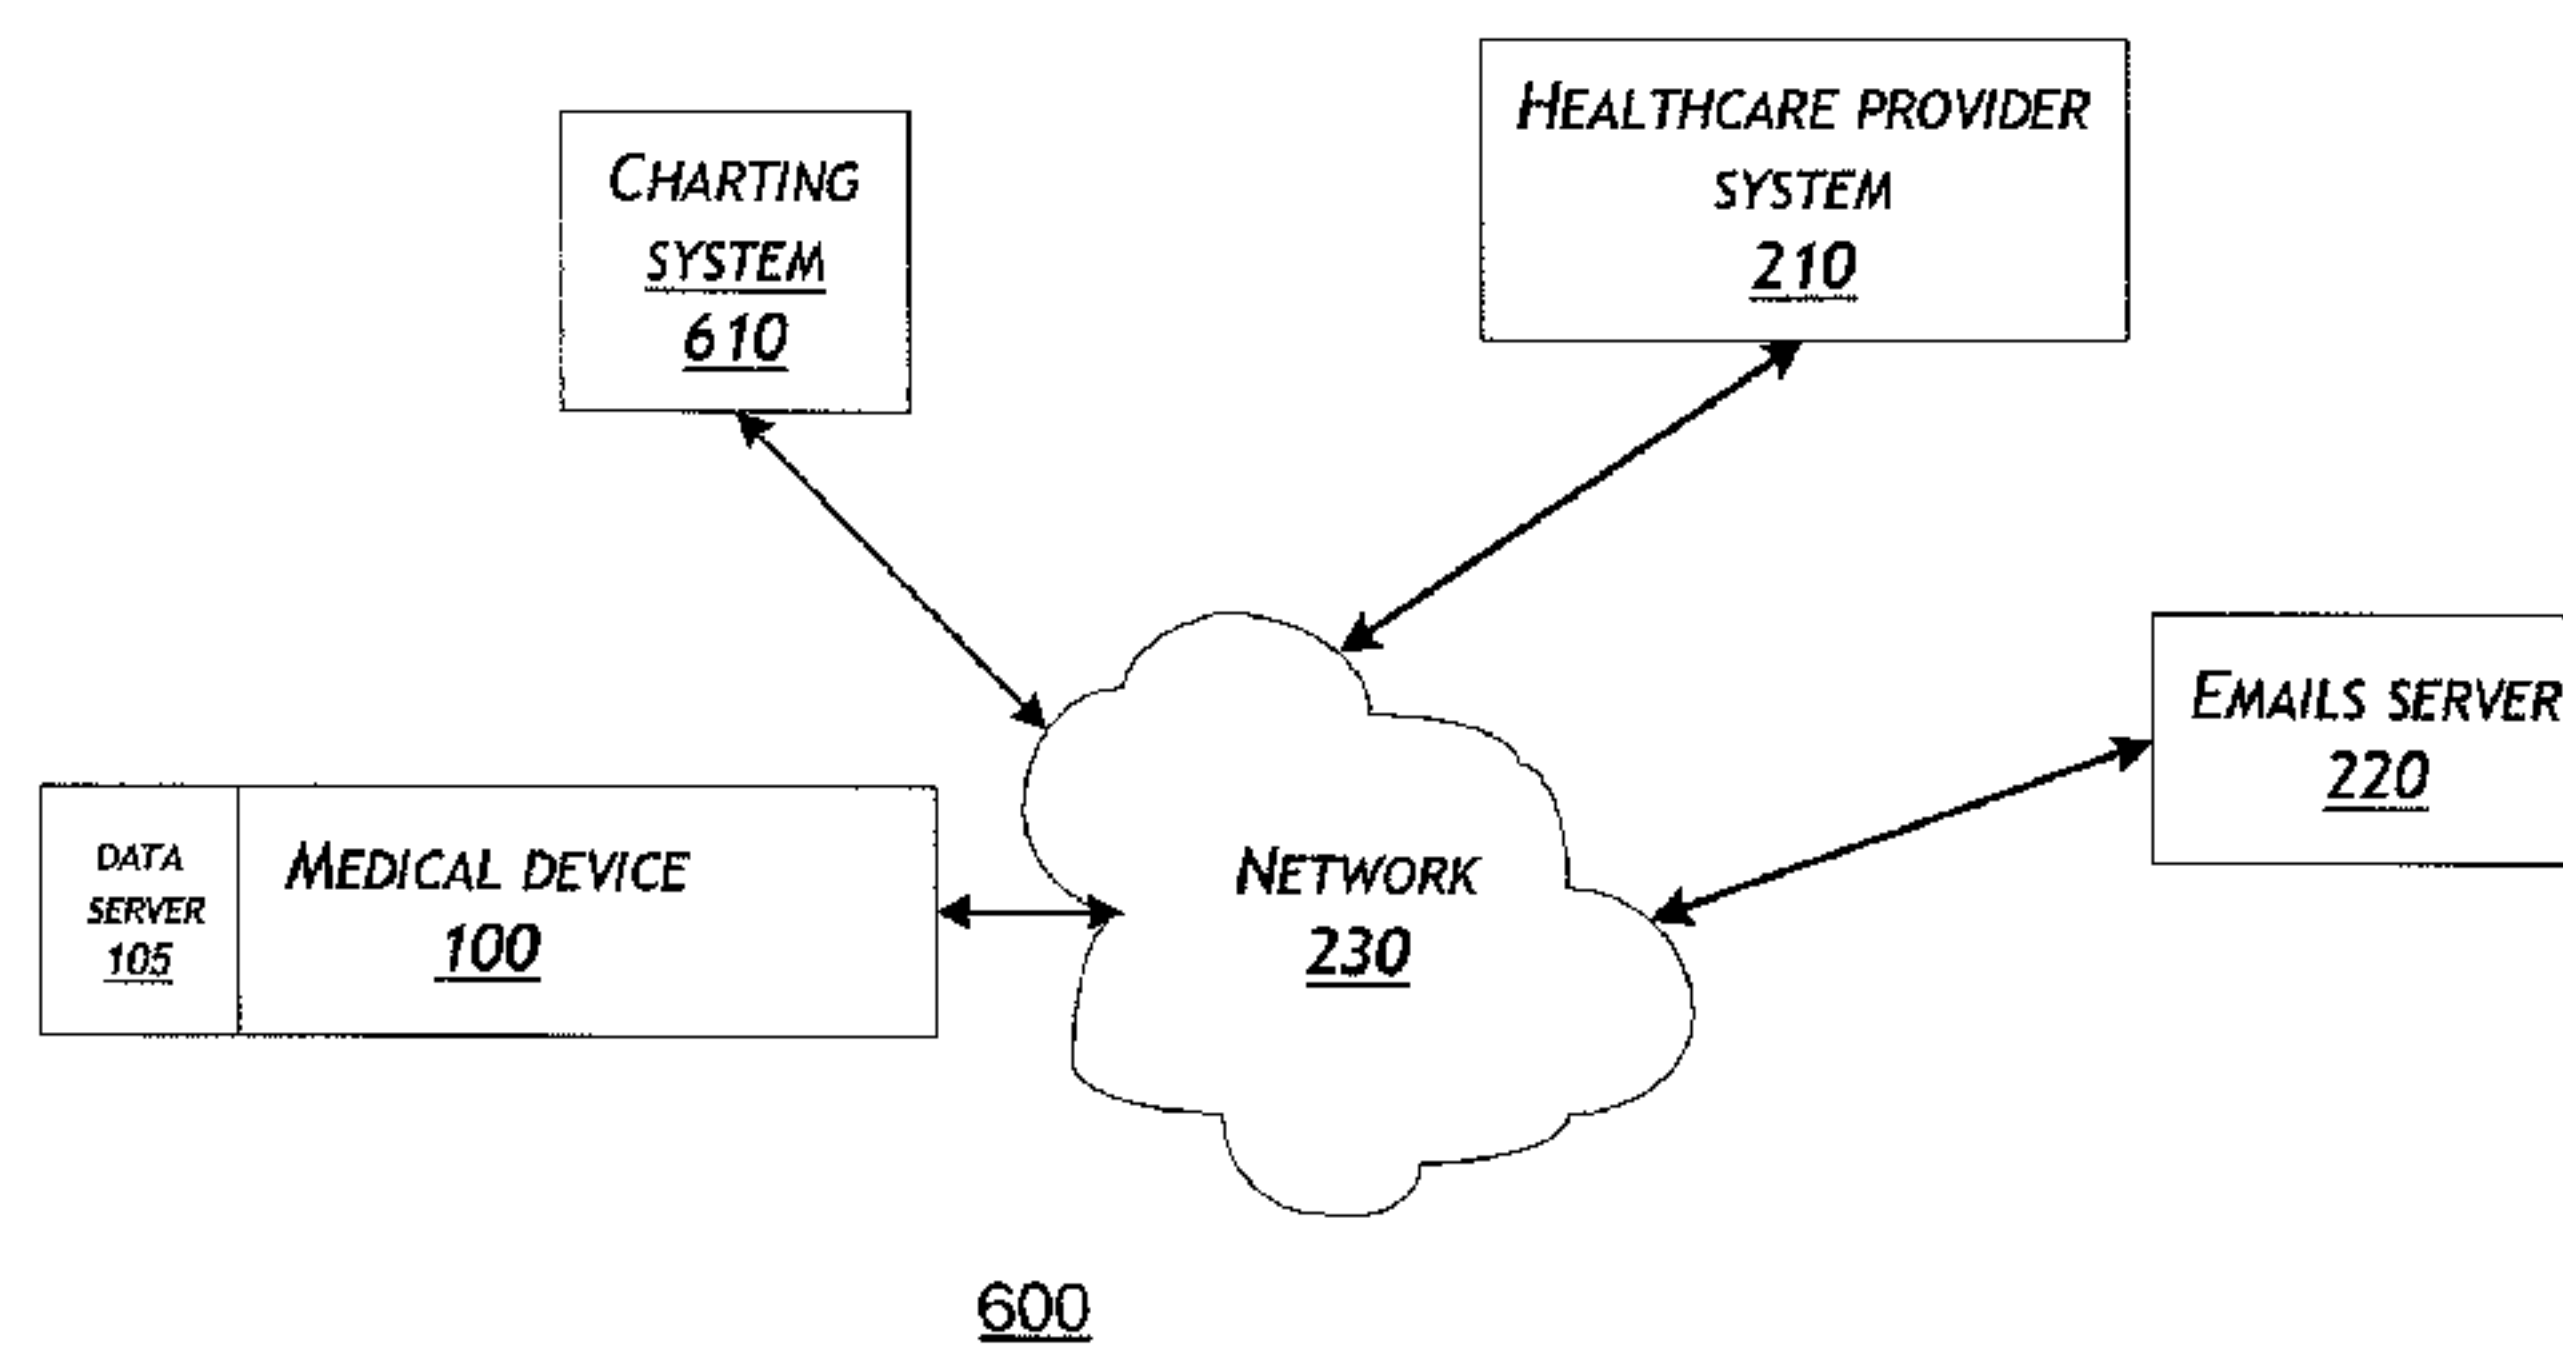 HEALTHCARE PROVIDER
SYSTEM
210
CHARTING
SYSTEM
610
EMAILS SERVER
220
DATA
SERVER
105
MEDICAL DEVICE
100
NETWORK
230
600